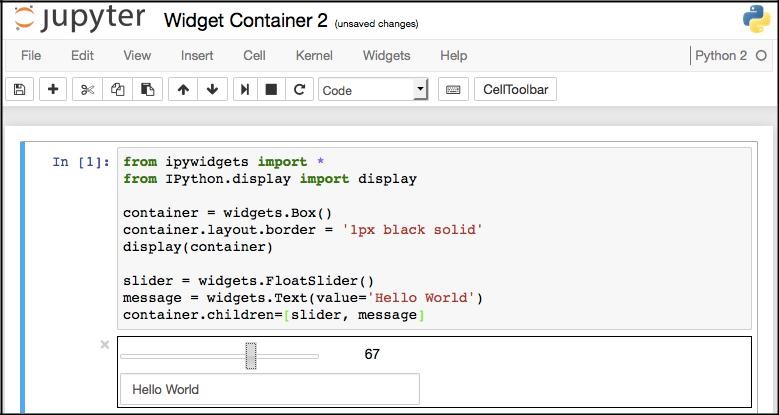 jupyter Widget Container 2 (unsaved changes)
File Edit View Insert Cell Kernel Widgets Help Python 2
Code CellToolbar
In [1]: from ipywidgets import *
from IPython.display import display
container = widgets.Box()
container.layout.border = '1px black solid'
display(container)
slider = widgets.FloatSlider()
message = widgets.Text(value='Hello World')
container.children=[slider, message]
67
Hello World